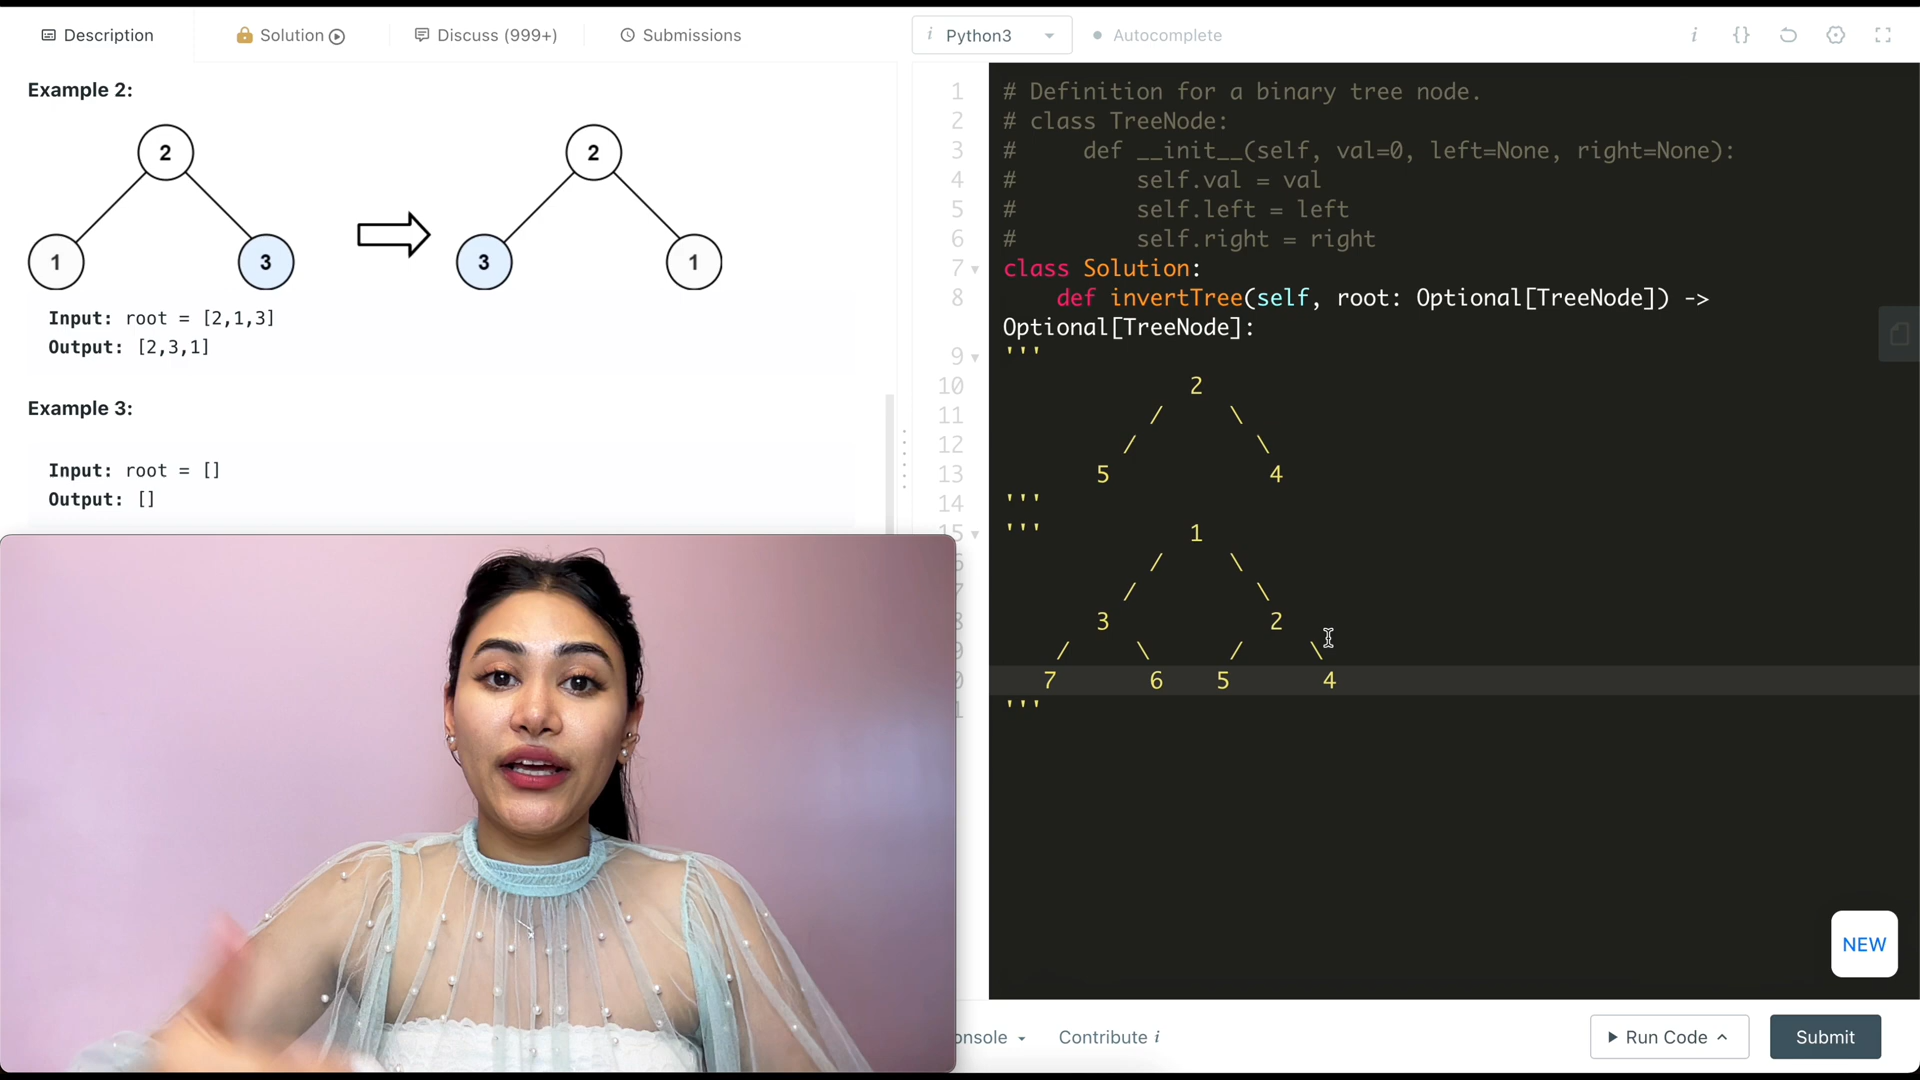 Description
Solution
Discuss (999+)
Submissions
Python3
Autocomplete
Example 2:
2
1
3
2
3
1
Input: root = [2,1,3]
Output: [2,3,1]
Example 3:
Input: root = []
Output: []
1 # Definition for a binary tree node.
2 # class TreeNode:
3 #     def __init__(self, val=0, left=None, right=None):
4 #         self.val = val
5 #         self.left = left
6 #         self.right = right
7 class Solution:
8     def invertTree(self, root: Optional[TreeNode]) ->
Optional[TreeNode]:
9 '''
10               2
11            /     \
12          /         \
13       5             4
14 '''
15 '''           1
           /     \
         /         \
       3             2
    /     \      /     \
   7       6    5       4
'''
NEW
onsole
Contribute i
Run Code
Submit